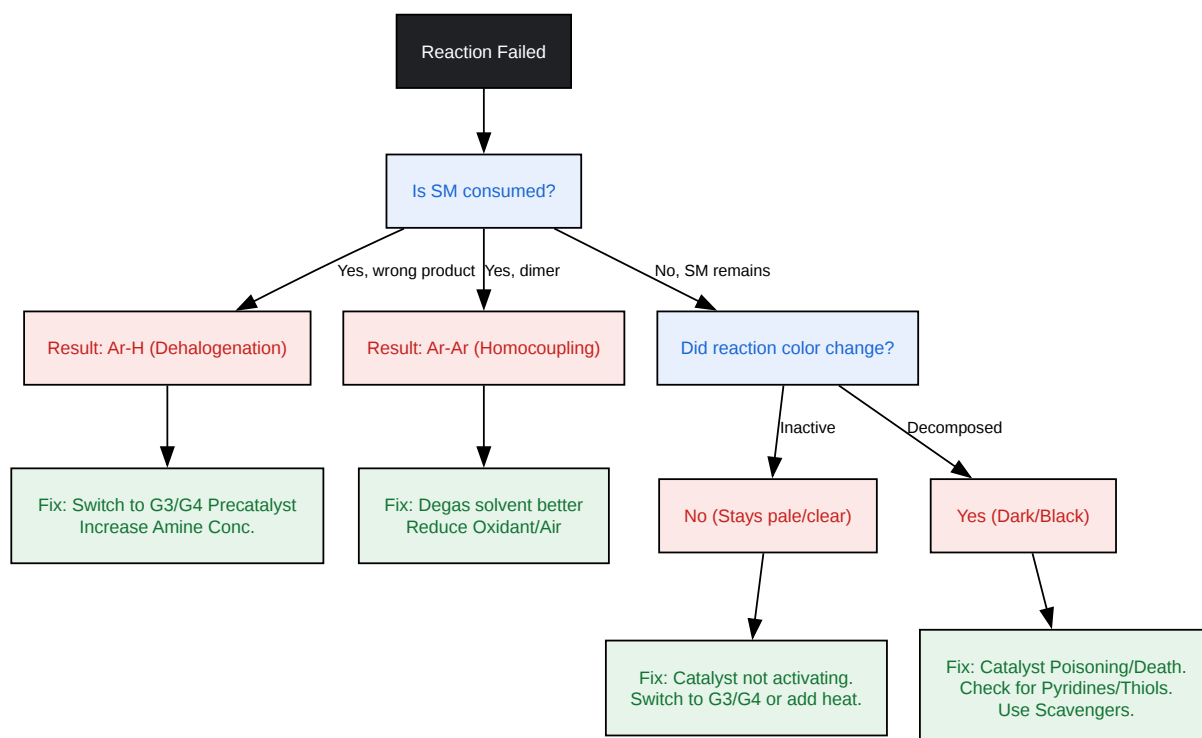 Reaction Failed
Is SM consumed?
Yes, wrong product
Yes, dimer
No, SM remains
Result: Ar-H (Dehalogenation)
Result: Ar-Ar (Homocoupling)
Did reaction color change?
Inactive
Decomposed
Fix: Switch to G3/G4 Precatalyst
Increase Amine Conc.
Fix: Degas solvent better
Reduce Oxidant/Air
No (Stays pale/clear)
Yes (Dark/Black)
Fix: Catalyst not activating.
Switch to G3/G4 or add heat.
Fix: Catalyst Poisoning/Death.
Check for Pyridines/Thiols.
Use Scavengers.